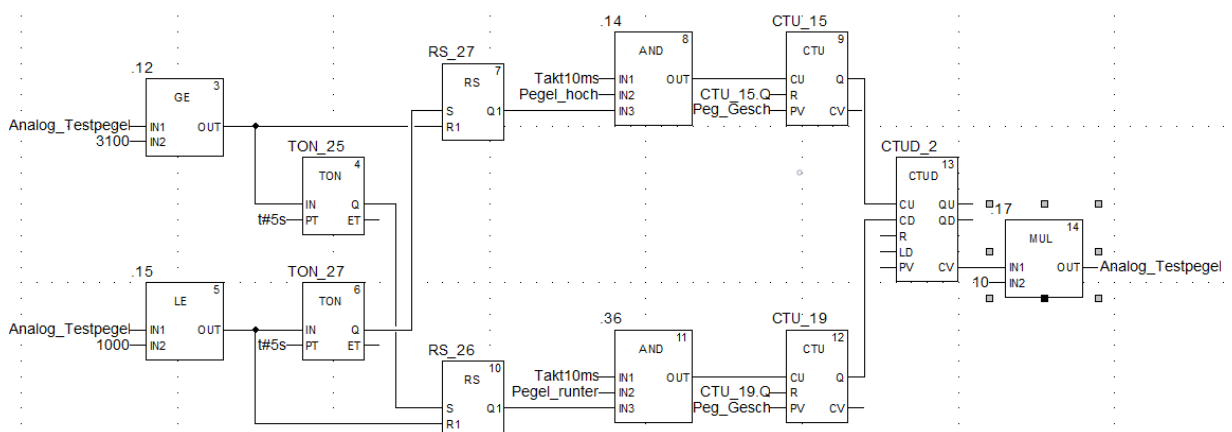 .12
3
GE
Analog_Testpegel
IN1
OUT
3100
IN2
TON_25
4
TON
IN
Q
t#5s
PT
ET
.15
5
LE
Analog_Testpegel
IN1
OUT
1000
IN2
TON_27
6
TON
IN
Q
t#5s
PT
ET
RS_27
7
RS
S
Q1
R1
RS_26
10
RS
S
Q1
R1
.14
8
AND
Takt10ms
IN1
OUT
Pegel_hoch
IN2
IN3
CTU_15
9
CTU
CU
Q
CTU_15.Q
R
Peg_Gesch
PV
CV
.36
11
AND
Takt10ms
IN1
OUT
Pegel_runter
IN2
IN3
CTU_19
12
CTU
CU
Q
CTU_19.Q
R
Peg_Gesch
PV
CV
CTUD_2
13
CTUD
CU
QU
CD
QD
R
LD
PV
CV
.17
14
MUL
IN1
OUT
Analog_Testpegel
10
IN2